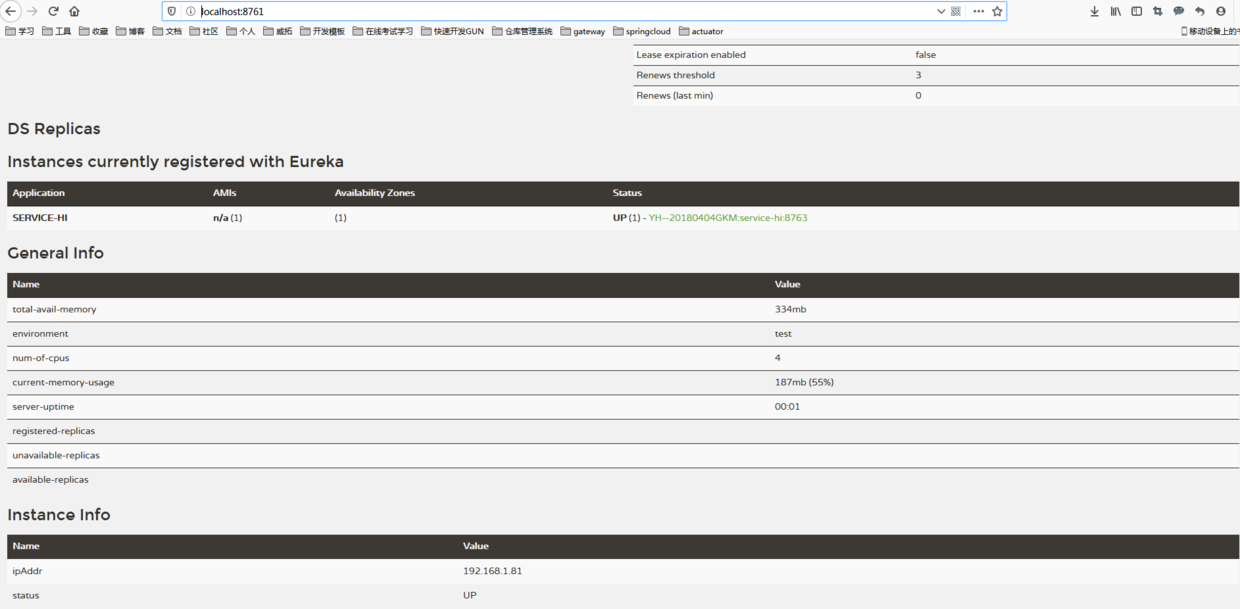 localhost:8761
学习 工具 收藏 博客 文档 社区 个人 威拓 开发模板 在线考试学习 快速开发GUN 仓库管理系统 gateway springcloud actuator 移动设备上的
Lease expiration enabled false
Renews threshold 3
Renews (last min) 0
DS Replicas
Instances currently registered with Eureka
Application AMIs Availability Zones Status
SERVICE-HI n/a (1) (1) UP (1) - YH--20180404GKM:service-hi:8763
General Info
Name Value
total-avail-memory 334mb
environment test
num-of-cpus 4
current-memory-usage 187mb (55%)
server-uptime 00:01
registered-replicas
unavailable-replicas
available-replicas
Instance Info
Name Value
ipAddr 192.168.1.81
status UP